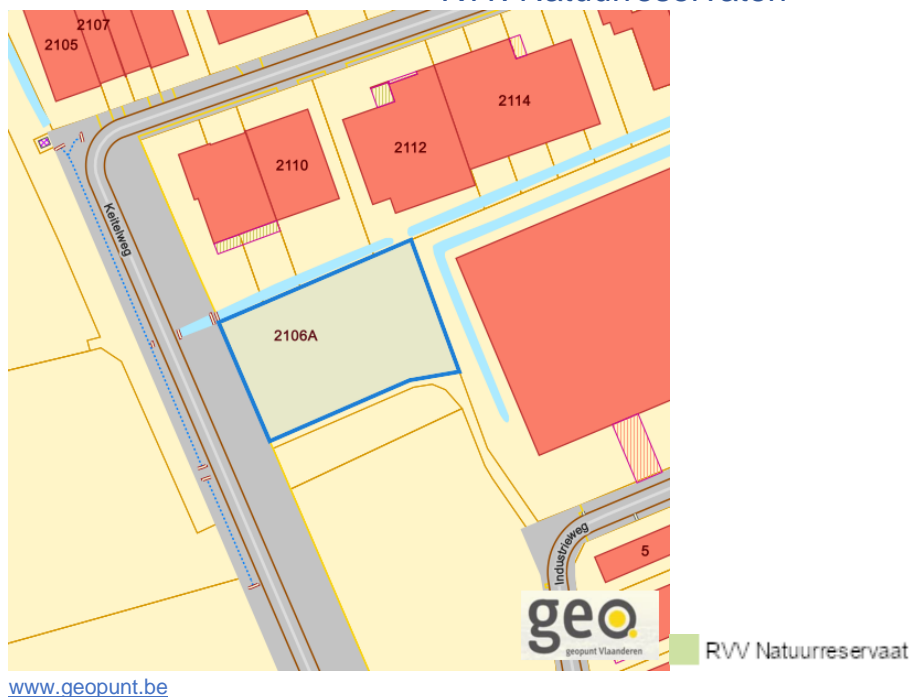 2107
2105
2114
2112
2110
Keitelweg
2106A
Industrieweg
5
geo.
geopunt Vlaanderen
RVV Natuurreservaat
www.geopunt.be